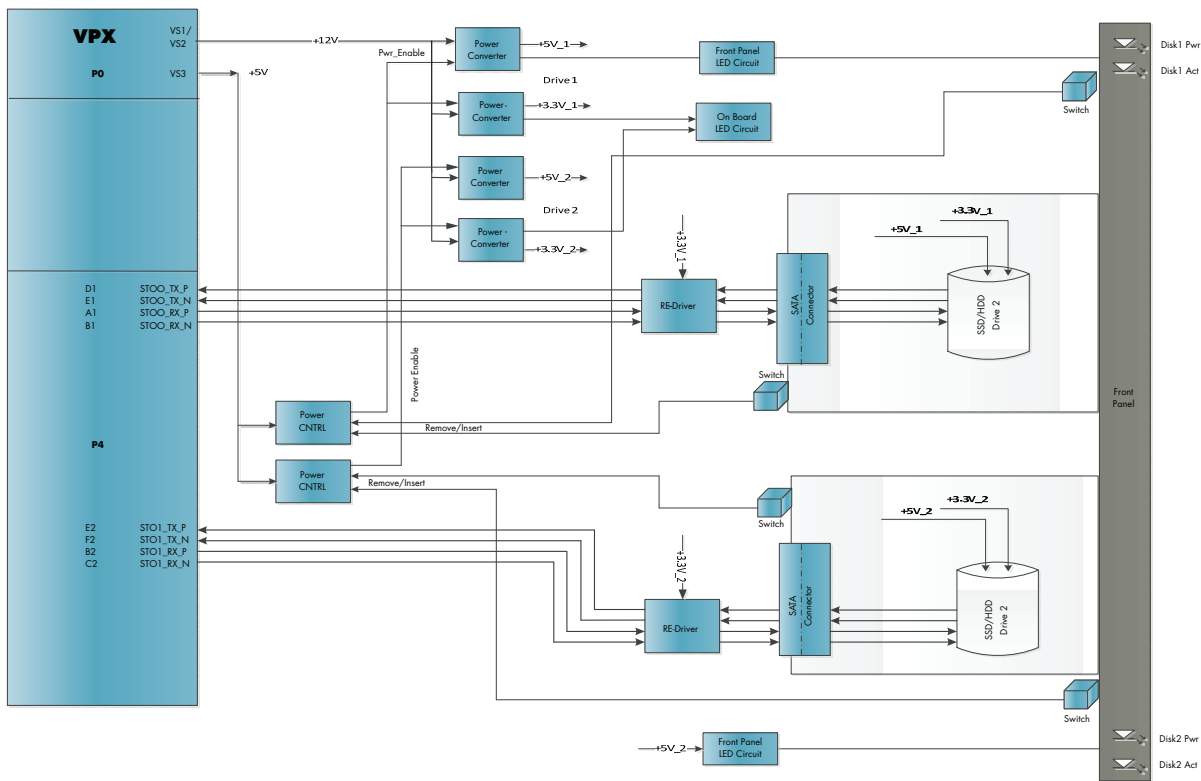 VPX
P0
VS1/
VS2
VS3
+12V
+5V
Pwr_Enable
Power
Converter
+5V_1
Front Panel
LED Circuit
Disk1 Pwr
Disk1 Act
Switch
Drive 1
Power·
Converter
+3.3V_1
On Board
LED Circuit
Power
Converter
+5V_2
Drive 2
Power ·
Converter
+3.3V_2
+3.3V_1
+3.3V_1
+5V_1
D1 STOO_TX_P
E1 STOO_TX_N
A1 STOO_RX_P
B1 STOO_RX_N
RE-Driver
SATA
Connector
SSD/HDD
Drive 2
Power Enable
Switch
Front
Panel
Power
CNTRL
Remove/Insert
P4
Power
CNTRL
Remove/Insert
Switch
+3.3V_2
+5V_2
E2 STO1_TX_P
F2 STO1_TX_N
B2 STO1_RX_P
C2 STO1_RX_N
+3.3V_2
RE-Driver
SATA
Connector
SSD/HDD
Drive 2
Switch
+5V_2
Front Panel
LED Circuit
Disk2 Pwr
Disk2 Act